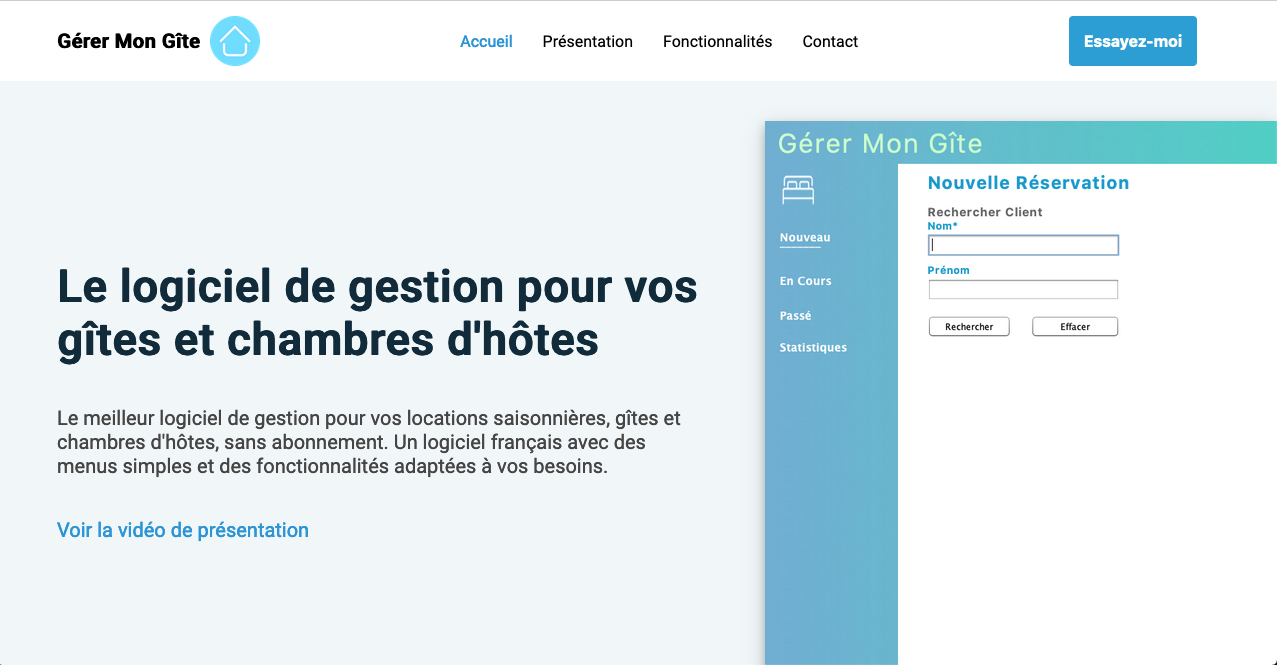 Gérer Mon Gîte
Accueil
Présentation
Fonctionnalités
Contact
Essayez-moi
Le logiciel de gestion pour vos
gîtes et chambres d'hôtes
Le meilleur logiciel de gestion pour vos locations saisonnières, gîtes et
chambres d'hôtes, sans abonnement. Un logiciel français avec des
menus simples et des fonctionnalités adaptées à vos besoins.
Voir la vidéo de présentation
Gérer Mon Gîte
Nouveau
En Cours
Passé
Statistiques
Nouvelle Réservation
Rechercher Client
Nom*
Prénom
Rechercher
Effacer